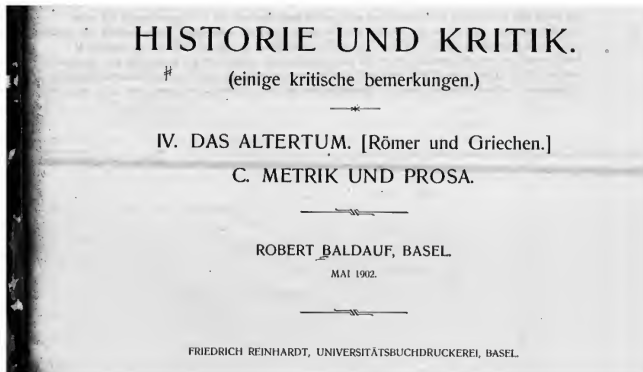 HISTORIE UND KRITIK.
(einige kritische bemerkungen.)
IV. DAS ALTERTUM. [Römer und Griechen.]
C. METRIK UND PROSA.
ROBERT BALDAUF, BASEL.
MAI 1902.
FRIEDRICH REINHARDT, UNIVERSITÄTSBUCHDRUCKEREI, BASEL.